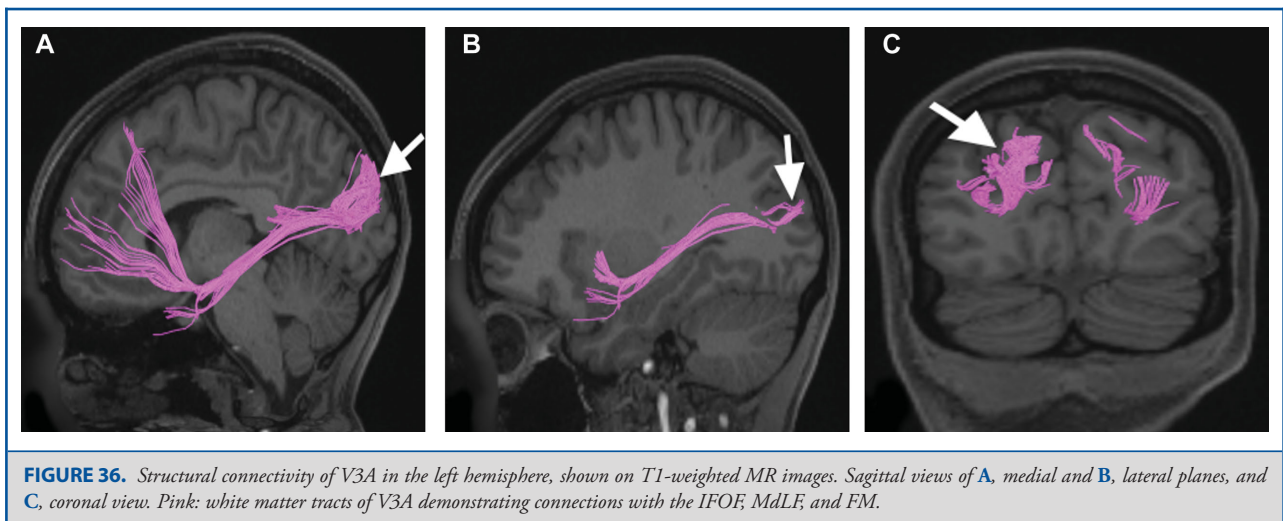 A
B
C
FIGURE 36. Structural connectivity of V3A in the left hemisphere, shown on T1-weighted MR images. Sagittal views of A, medial and B, lateral planes, and
C, coronal view. Pink: white matter tracts of V3A demonstrating connections with the IFOF, MdLF, and FM.